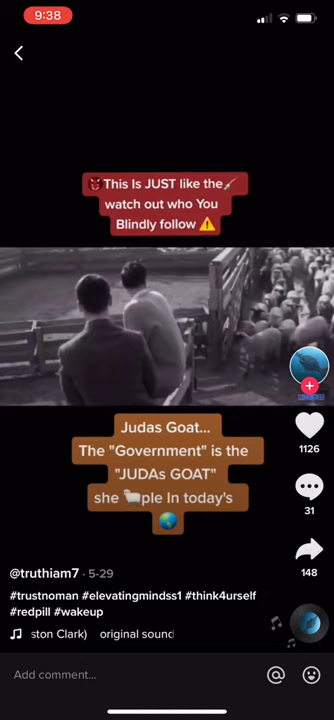 9:38
This Is JUST like the
watch out who You
Blindly follow
Judas Goat...
The "Government" is the
"JUDAs GOAT"
she ple In today's
1126
31
148
@truthiam7 · 5-29
#trustnoman #elevatingmindss1 #think4urself
#redpill #wakeup
ston Clark) original sound
Add comment...